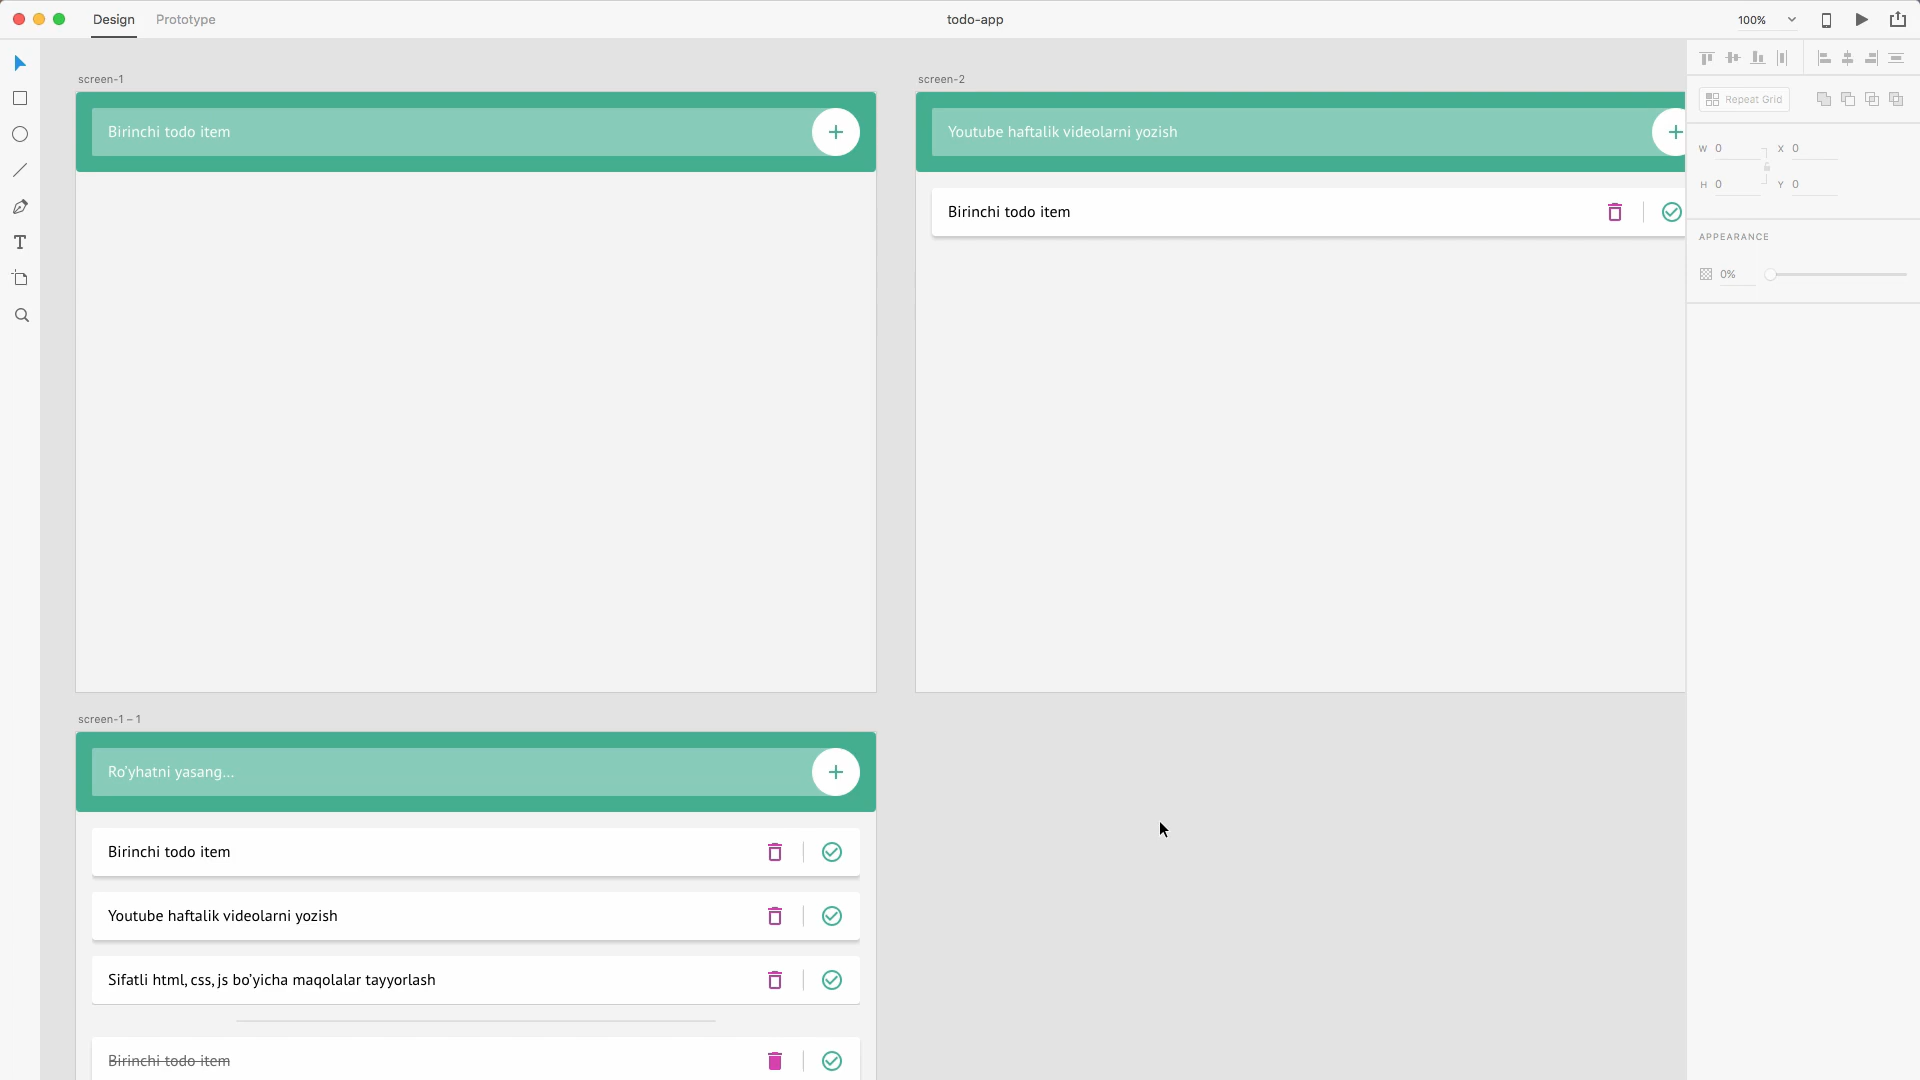 Design Prototype todo-app 100%
screen-1
Birinchi todo item
screen-2
Youtube haftalik videolarni yozish
Birinchi todo item
screen-1 – 1
Ro'yhatni yasang...
Birinchi todo item
Youtube haftalik videolarni yozish
Sifatli html, css, js bo'yicha maqolalar tayyorlash
Birinchi todo item
Repeat Grid
W 0 X 0
H 0 Y 0
APPEARANCE
0%